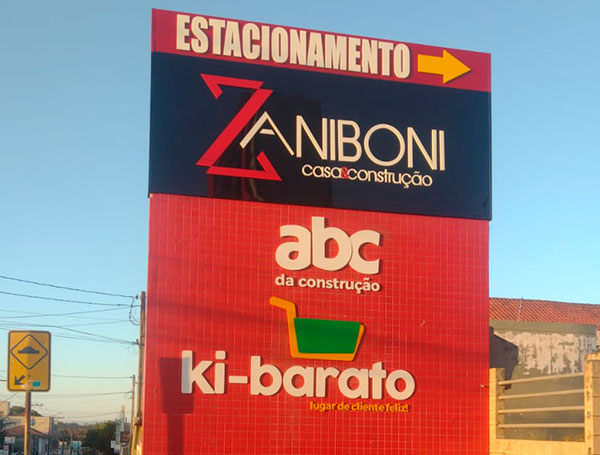 ESTACIONAMENTO
ZANIBONI
casa&construção
abc
da construção
ki-barato
lugar de cliente feliz!